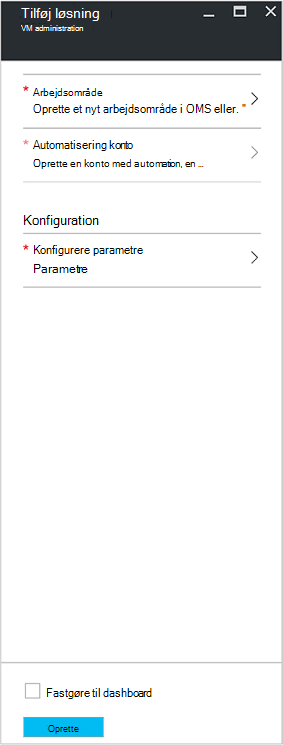 Tilføj løsning
VM administration
* Arbejdsområde
Oprette et nyt arbejdsområde i OMS eller. "
* Automatisering konto
Oprette en konto med automation, en ...
Konfiguration
* Konfigurere parametre
Parametre
Fastgøre til dashboard
Oprette